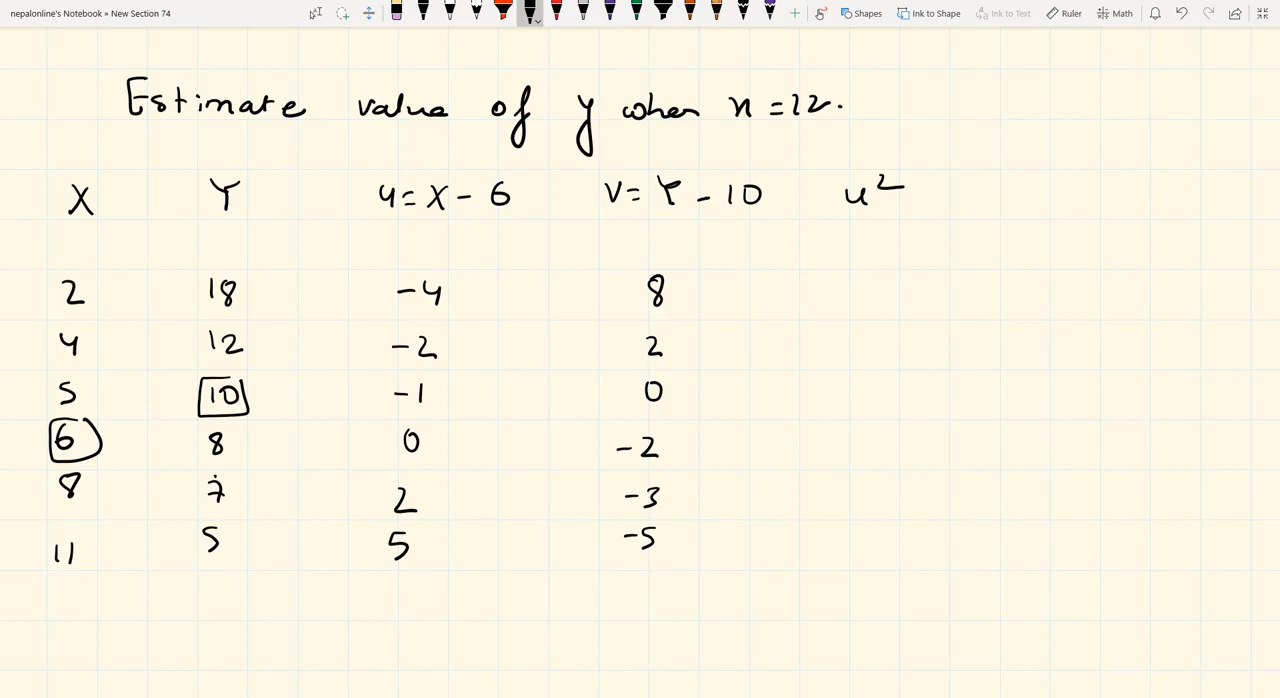 nepalonline's Notebook » New Section 74
Shapes Ink to Shape Ink to Text Ruler Math
Estimate value of y when x = 12.
X Y u = X - 6 v = Y - 10 u²
2 18 -4 8
4 12 -2 2
5 10 -1 0
6 8 0 -2
8 7 2 -3
11 5 5 -5